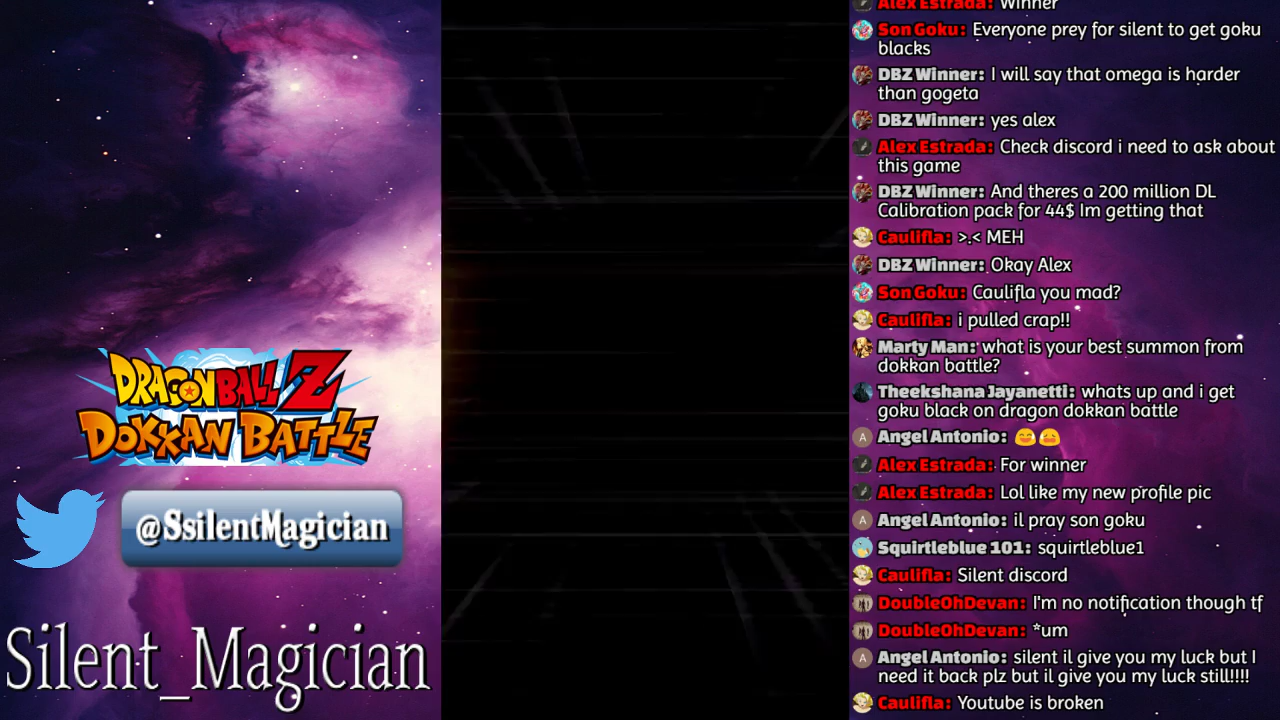 DRAGONBALL Z
DOKKAN BATTLE
@SsilentMagician
Silent_Magician
Alex Estrada: Winner
Son Goku: Everyone prey for silent to get goku
blacks
DBZ Winner: I will say that omega is harder
than gogeta
DBZ Winner: yes alex
Alex Estrada: Check discord i need to ask about
this game
DBZ Winner: And theres a 200 million DL
Calibration pack for 44$ Im getting that
Caulifla: >.< MEH
DBZ Winner: Okay Alex
Son Goku: Caulifla you mad?
Caulifla: i pulled crap!!
Marty Man: what is your best summon from
dokkan battle?
Theekshana Jayanetti: whats up and i get
goku black on dragon dokkan battle
A Angel Antonio:
Alex Estrada: For winner
Alex Estrada: Lol like my new profile pic
A Angel Antonio: il pray son goku
Squirtleblue 101: squirtleblue1
Caulifla: Silent discord
DoubleOhDevan: I'm no notification though tf
DoubleOhDevan: *um
A Angel Antonio: silent il give you my luck but I
need it back plz but il give you my luck still!!!!
Caulifla: Youtube is broken